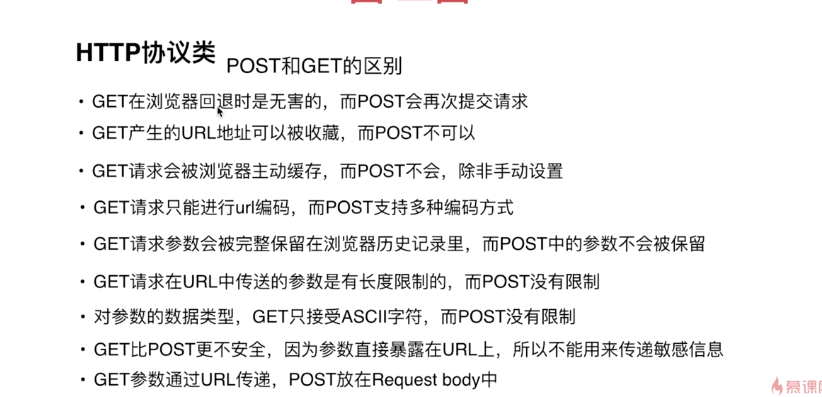 HTTP协议类
POST和GET的区别
• GET在浏览器回退时是无害的，而POST会再次提交请求
• GET产生的URL地址可以被收藏，而POST不可以
• GET请求会被浏览器主动缓存，而POST不会，除非手动设置
• GET请求只能进行url编码，而POST支持多种编码方式
• GET请求参数会被完整保留在浏览器历史记录里，而POST中的参数不会被保留
• GET请求在URL中传送的参数是有长度限制的，而POST没有限制
• 对参数的数据类型，GET只接受ASCII字符，而POST没有限制
• GET比POST更不安全，因为参数直接暴露在URL上，所以不能用来传递敏感信息
• GET参数通过URL传递，POST放在Request body中
慕课